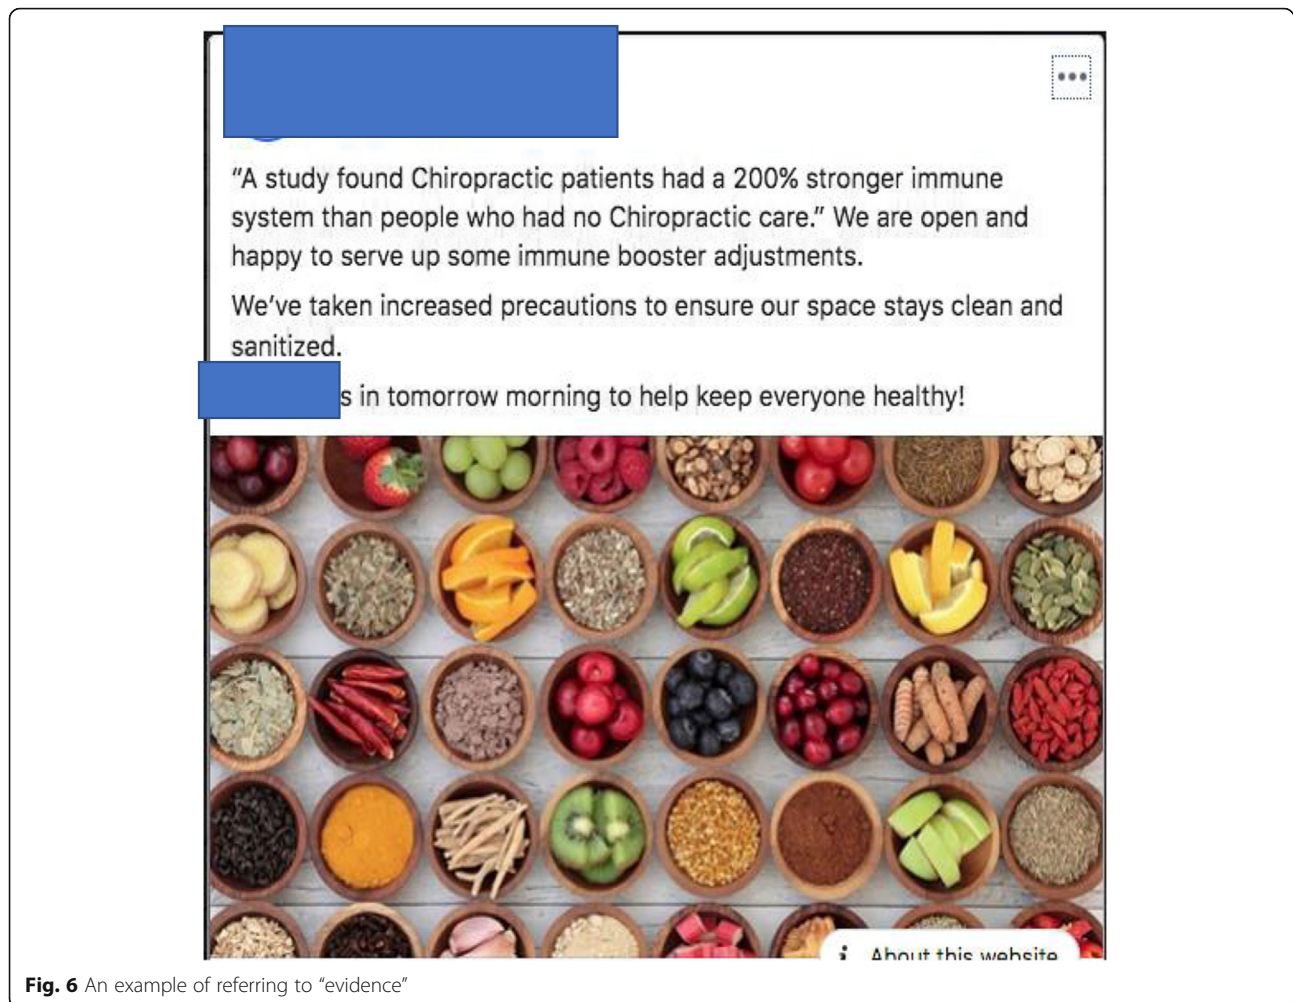 “A study found Chiropractic patients had a 200% stronger immune
system than people who had no Chiropractic care.” We are open and
happy to serve up some immune booster adjustments.
We’ve taken increased precautions to ensure our space stays clean and
sanitized.
s in tomorrow morning to help keep everyone healthy!
i About this website
Fig. 6 An example of referring to “evidence”